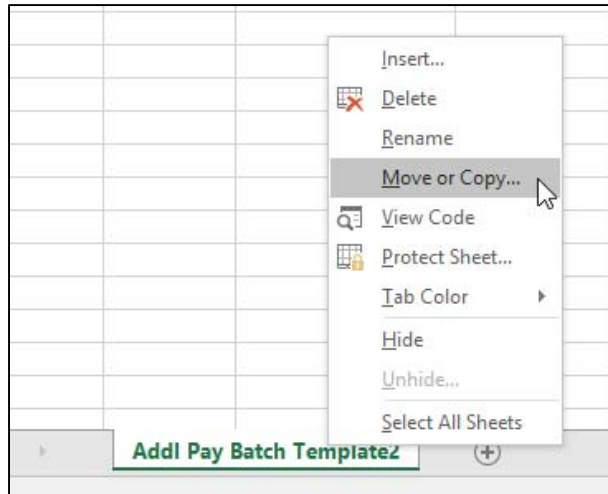 Insert...
Delete
Rename
Move or Copy...
View Code
Protect Sheet...
Tab Color
Hide
Unhide...
Select All Sheets
Addl Pay Batch Template2